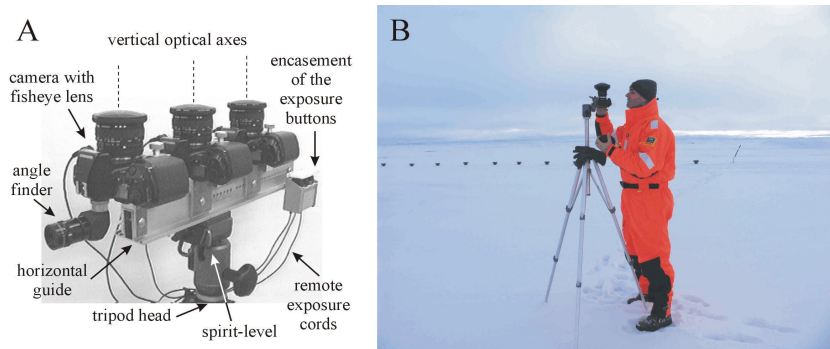 A
vertical optical axes
camera with
fisheye lens
encasement
of the
exposure
buttons
angle
finder
horizontal
guide
tripod head
spirit-level
remote
exposure
cords
B